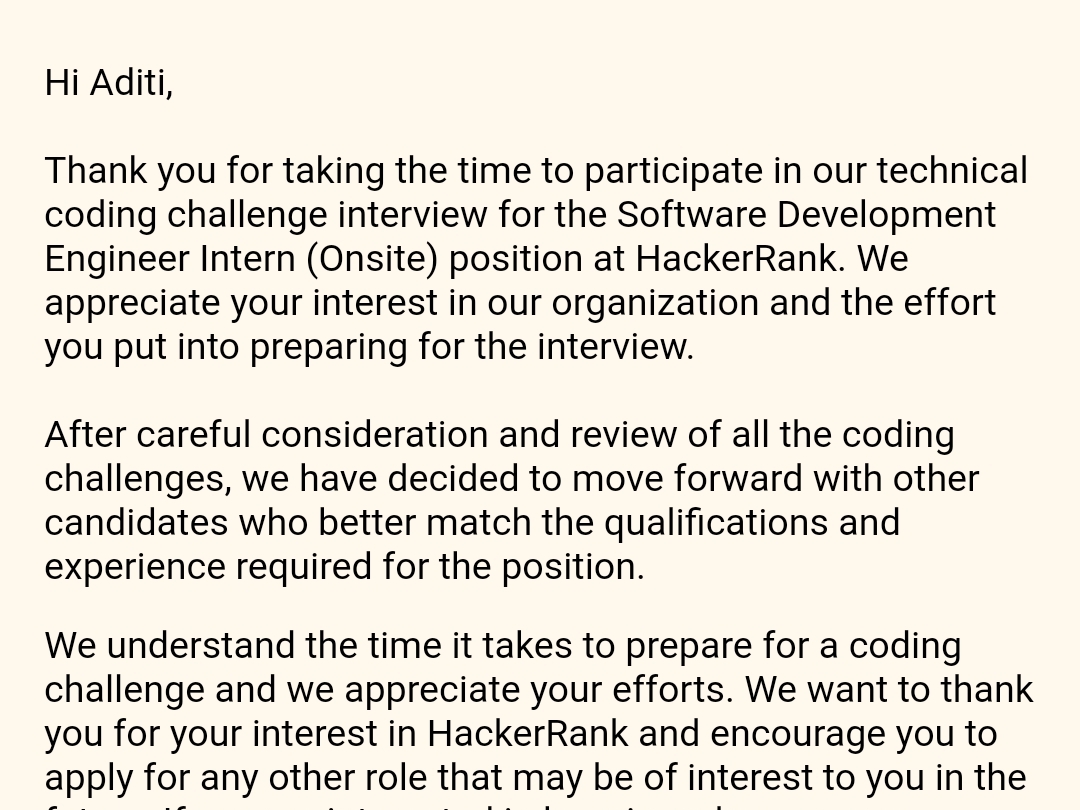 Hi Aditi,
Thank you for taking the time to participate in our technical
coding challenge interview for the Software Development
Engineer Intern (Onsite) position at HackerRank. We
appreciate your interest in our organization and the effort
you put into preparing for the interview.
After careful consideration and review of all the coding
challenges, we have decided to move forward with other
candidates who better match the qualifications and
experience required for the position.
We understand the time it takes to prepare for a coding
challenge and we appreciate your efforts. We want to thank
you for your interest in HackerRank and encourage you to
apply for any other role that may be of interest to you in the